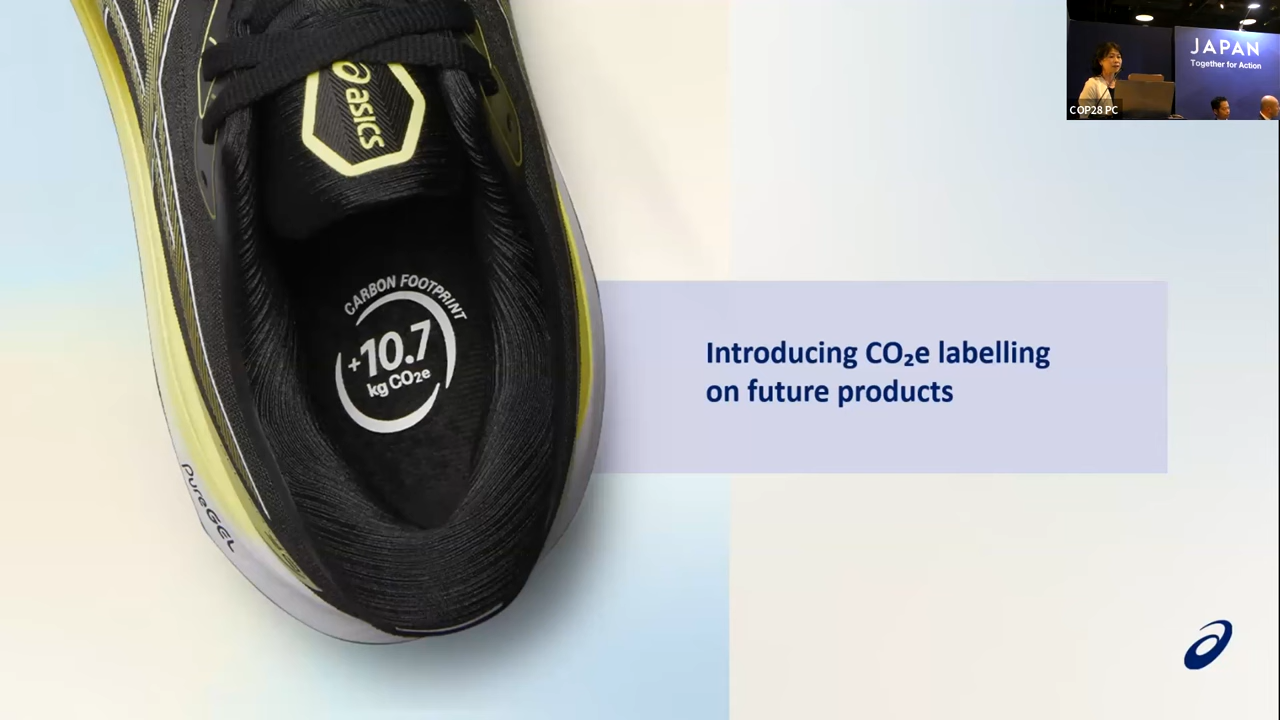 asics
CARBON FOOTPRINT
+10.7
kg CO₂e
PureGEL
Introducing CO₂e labelling
on future products
JAPAN
Together for Action
COP28 PC